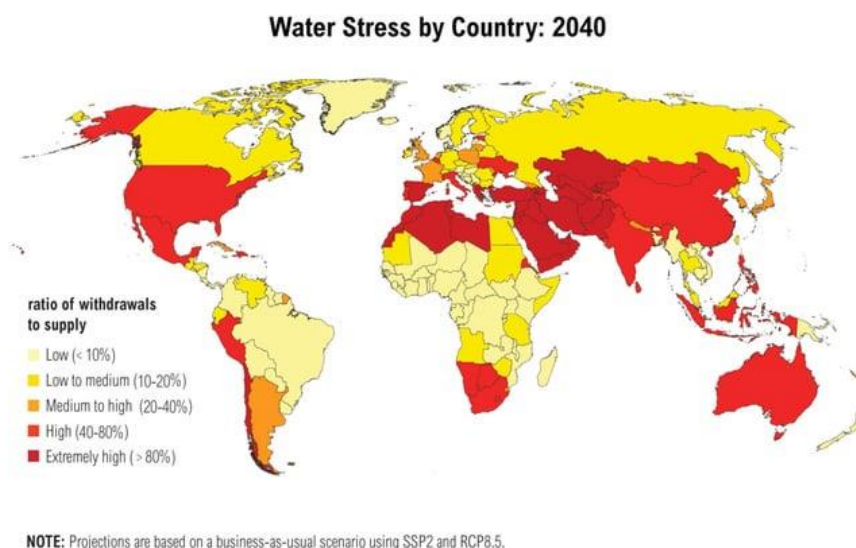 Water Stress by Country: 2040
ratio of withdrawals
to supply
Low (< 10%)
Low to medium (10-20%)
Medium to high (20-40%)
High (40-80%)
Extremely high (> 80%)
NOTE: Projections are based on a business-as-usual scenario using SSP2 and RCP8.5.